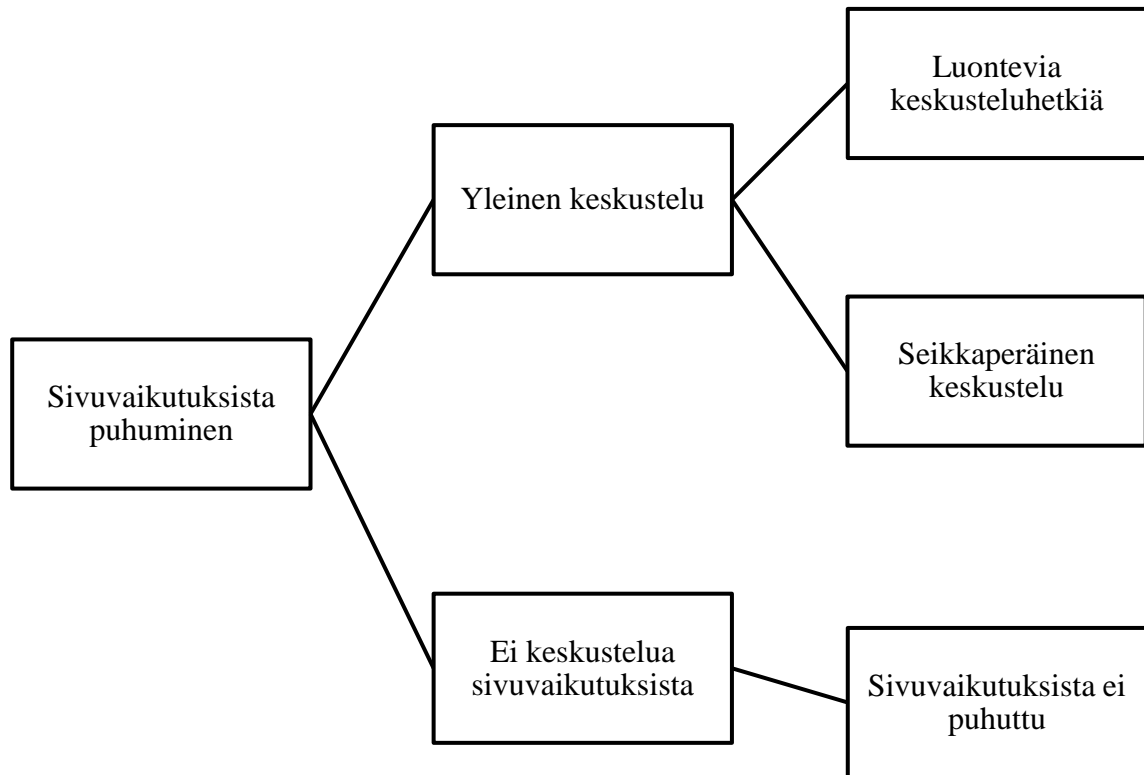 Luontevia
keskusteluhetkiä
Yleinen keskustelu
Seikkaperäinen
keskustelu
Sivuvaikutuksista
puhuminen
Ei keskustelua
sivuvaikutuksista
Sivuvaikutuksista ei
puhuttu